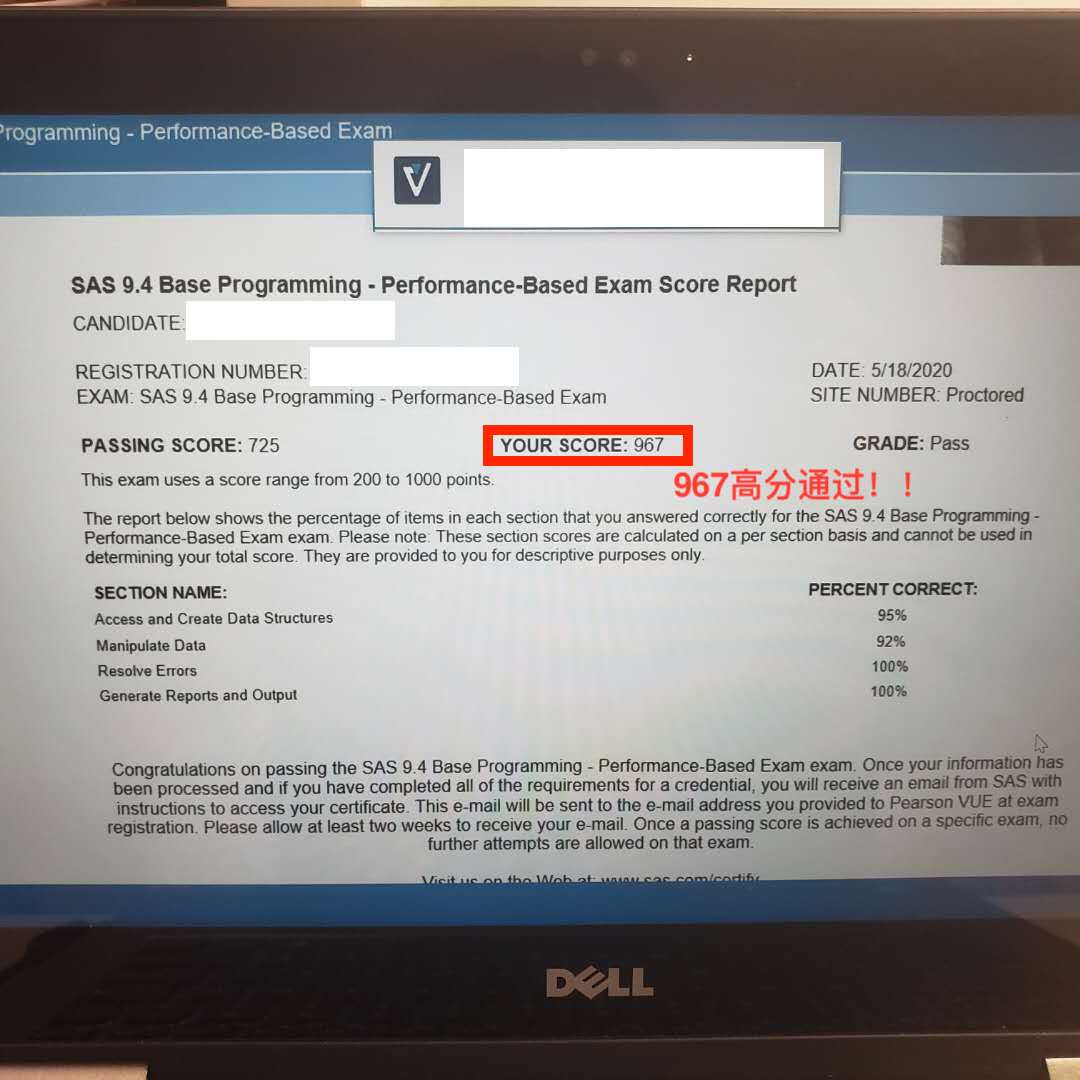 Programming - Performance-Based Exam
V
SAS 9.4 Base Programming - Performance-Based Exam Score Report
CANDIDATE:
REGISTRATION NUMBER:
DATE: 5/18/2020
EXAM: SAS 9.4 Base Programming - Performance-Based Exam
SITE NUMBER: Proctored
PASSING SCORE: 725
YOUR SCORE: 967
GRADE: Pass
This exam uses a score range from 200 to 1000 points.
967高分通过！！
The report below shows the percentage of items in each section that you answered correctly for the SAS 9.4 Base Programming -
Performance-Based Exam exam. Please note: These section scores are calculated on a per section basis and cannot be used in
determining your total score. They are provided to you for descriptive purposes only.
SECTION NAME:
PERCENT CORRECT:
Access and Create Data Structures
95%
Manipulate Data
92%
Resolve Errors
100%
Generate Reports and Output
100%
Congratulations on passing the SAS 9.4 Base Programming - Performance-Based Exam exam. Once your information has
been processed and if you have completed all of the requirements for a credential, you will receive an email from SAS with
instructions to access your certificate. This e-mail will be sent to the e-mail address you provided to Pearson VUE at exam
registration. Please allow at least two weeks to receive your e-mail. Once a passing score is achieved on a specific exam, no
further attempts are allowed on that exam.
Visit us on the Web at: www.sas.com/certify
DELL